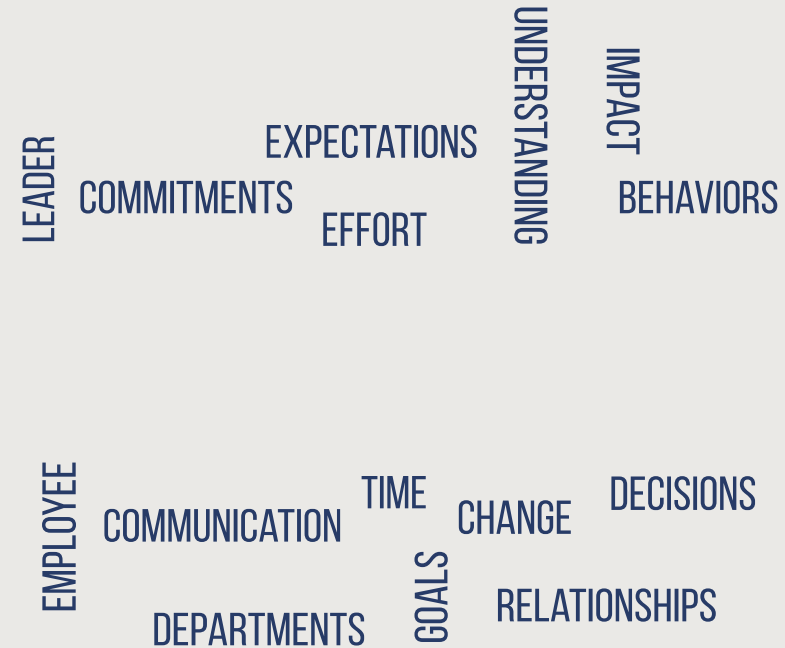 UNDERSTANDING
IMPACT
EXPECTATIONS
LEADER
COMMITMENTS
BEHAVIORS
EFFORT
EMPLOYEE
TIME
DECISIONS
CHANGE
COMMUNICATION
GOALS
RELATIONSHIPS
DEPARTMENTS